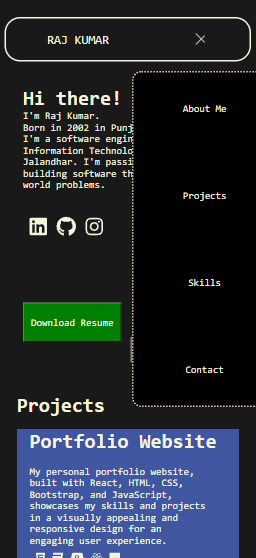 RAJ KUMAR
Hi there!
I'm Raj Kumar.
Born in 2002 in Punj
I'm a software engin
Information Technolo
Jalandhar. I'm passi
building software th
world problems.
About Me
Projects
Skills
Contact
Download Resume
Projects
Portfolio Website
My personal portfolio website,
built with React, HTML, CSS,
Bootstrap, and JavaScript,
showcases my skills and projects
in a visually appealing and
responsive design for an
engaging user experience.